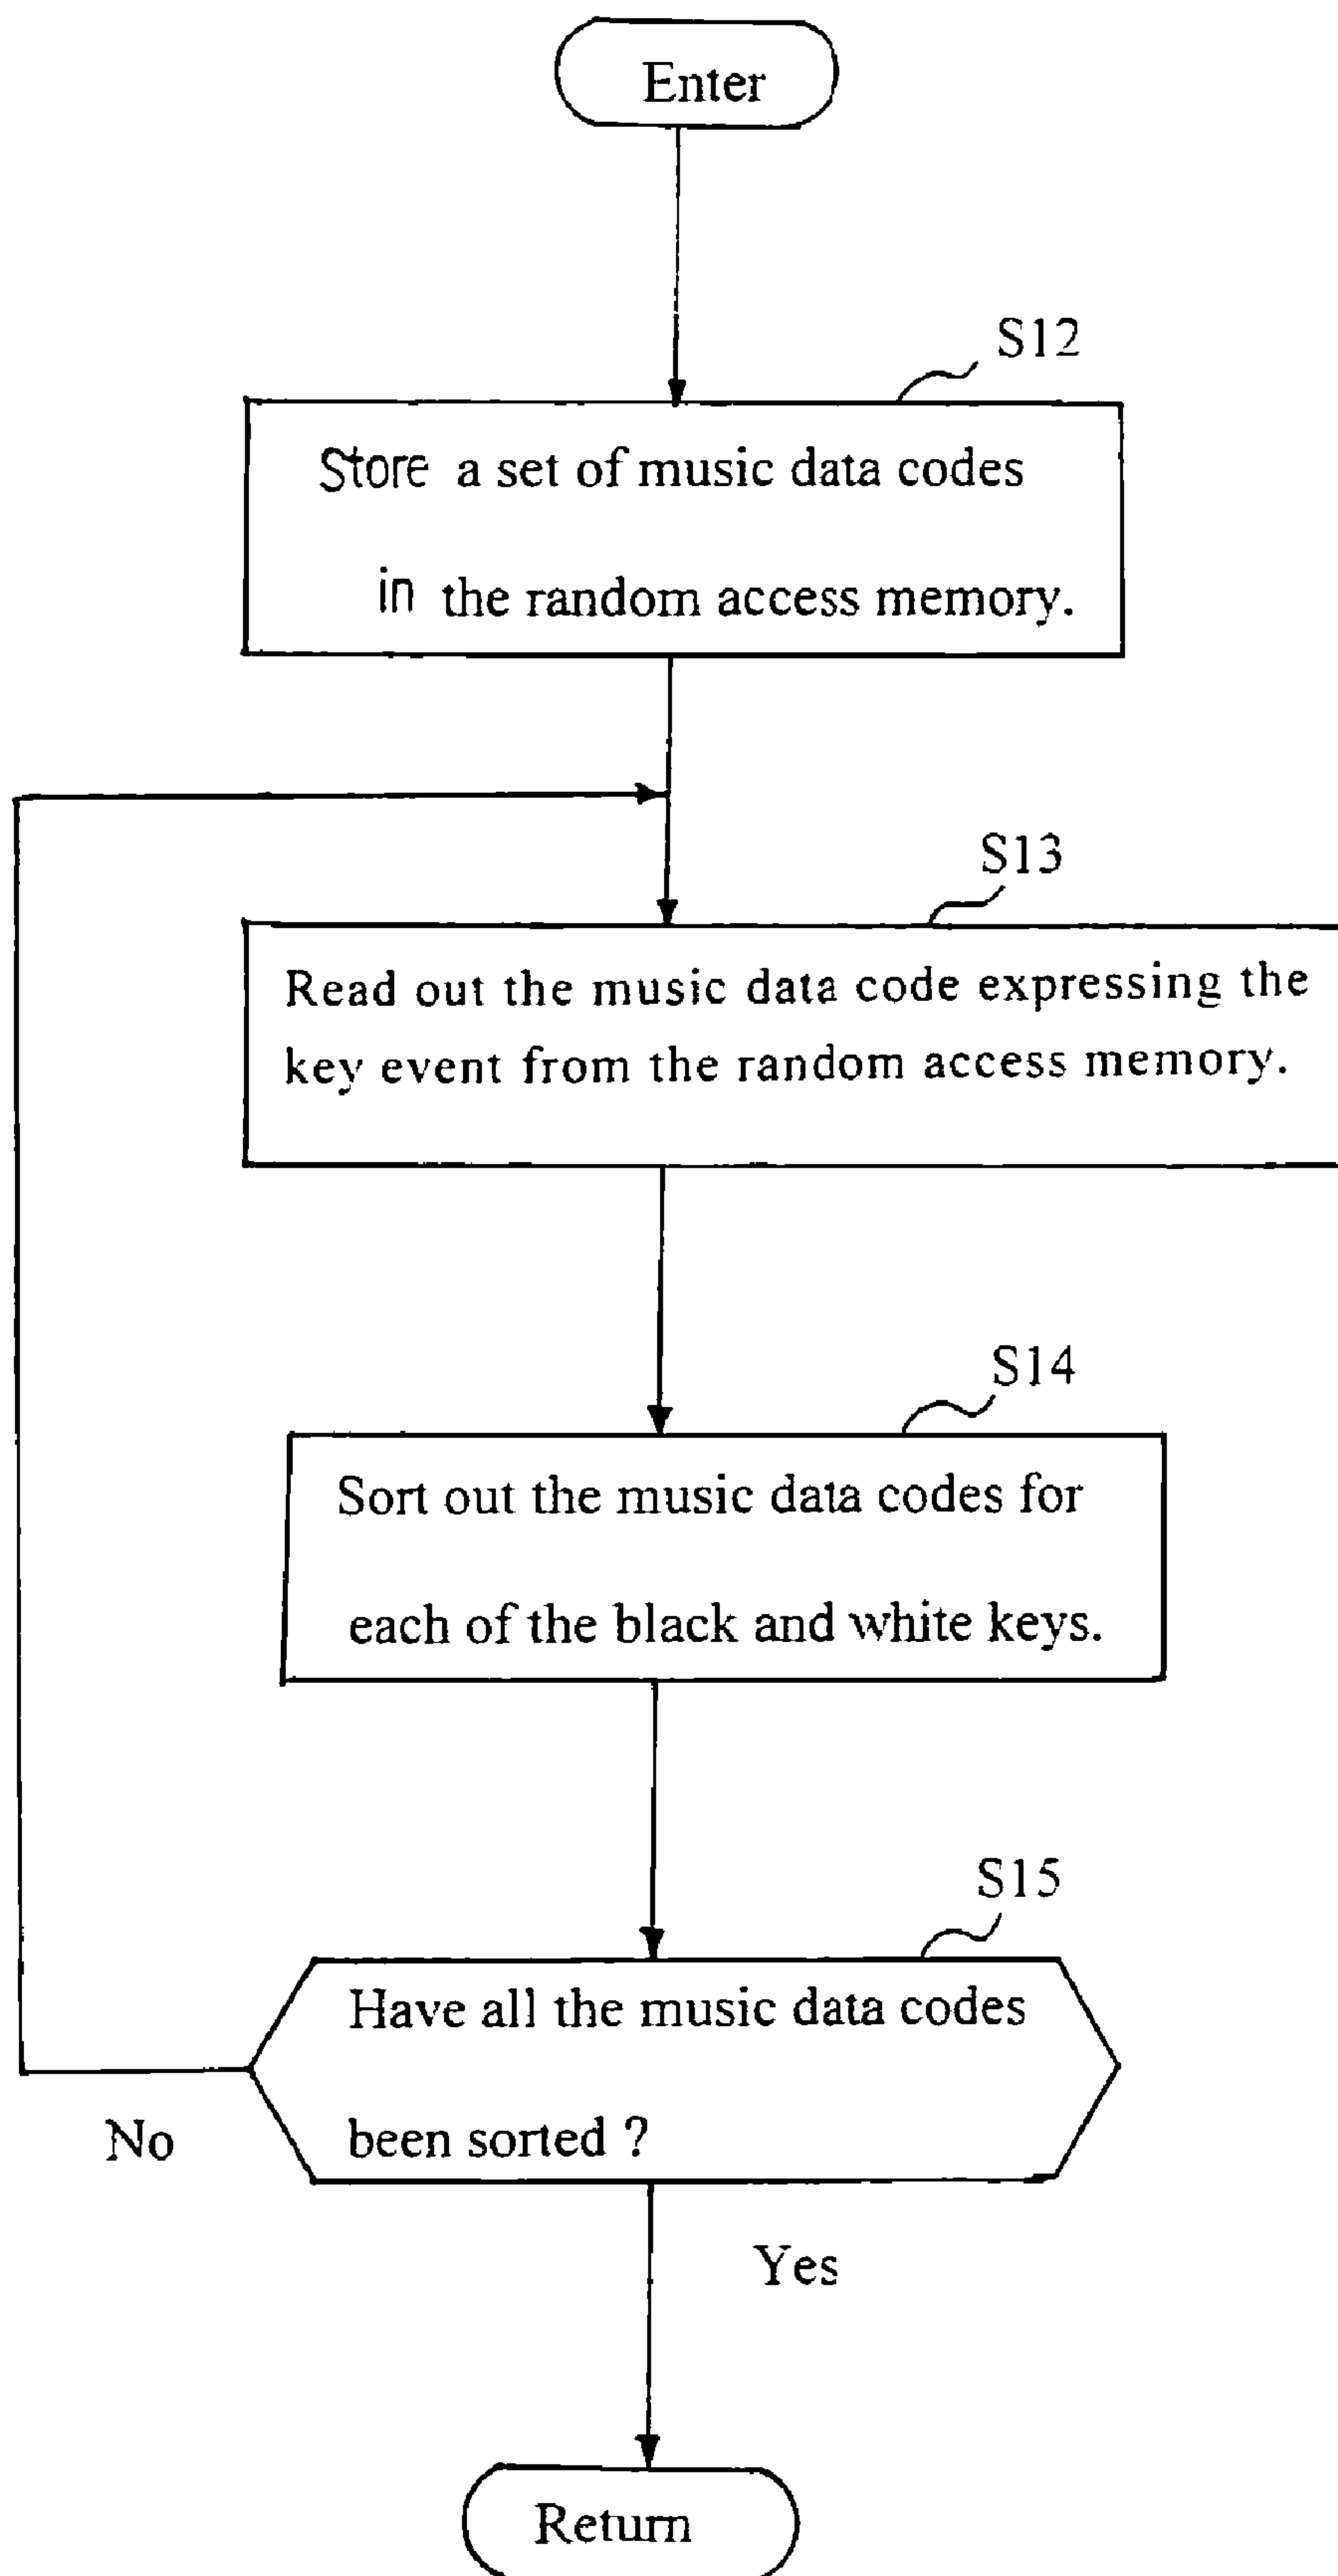 Enter
S12
Store a set of music data codes
in the random access memory.
S13
Read out the music data code expressing the
key event from the random access memory.
S14
Sort out the music data codes for
each of the black and white keys.
S15
Have all the music data codes
been sorted ?
No
Yes
Return